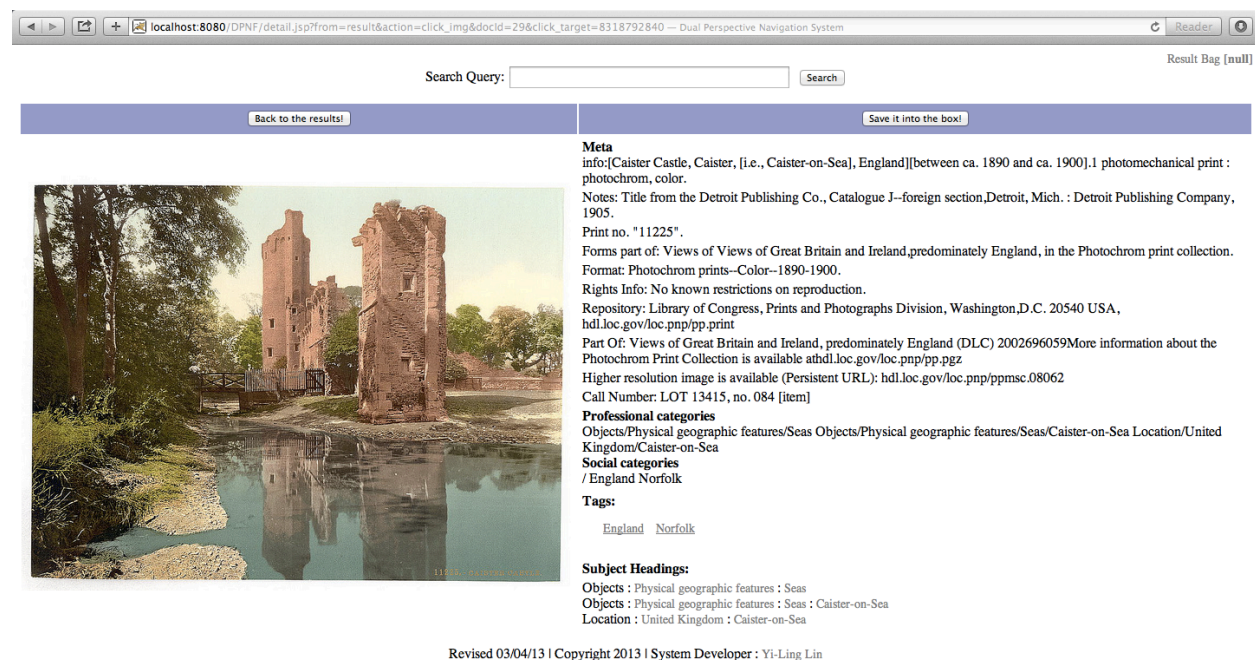 localhost:8080/DPNF/detail.jsp?from=result&action=click_img&docId=29&click_target=8318792840 — Dual Perspective Navigation System
Reader
Result Bag [null]
Search Query:
Search
Back to the results!
Save it into the box!
Meta
info:[Caister Castle, Caister, [i.e., Caister-on-Sea], England][between ca. 1890 and ca. 1900].1 photomechanical print :
photochrom, color.
Notes: Title from the Detroit Publishing Co., Catalogue J--foreign section,Detroit, Mich. : Detroit Publishing Company,
1905.
Print no. "11225".
Forms part of: Views of Views of Great Britain and Ireland,predominately England, in the Photochrom print collection.
Format: Photochrom prints--Color--1890-1900.
Rights Info: No known restrictions on reproduction.
Repository: Library of Congress, Prints and Photographs Division, Washington,D.C. 20540 USA,
hdl.loc.gov/loc.pnp/pp.print
Part Of: Views of Great Britain and Ireland, predominately England (DLC) 2002696059More information about the
Photochrom Print Collection is available athdl.loc.gov/loc.pnp/pp.pgz
Higher resolution image is available (Persistent URL): hdl.loc.gov/loc.pnp/ppmsc.08062
Call Number: LOT 13415, no. 084 [item]
Professional categories
Objects/Physical geographic features/Seas Objects/Physical geographic features/Seas/Caister-on-Sea Location/United
Kingdom/Caister-on-Sea
Social categories
/ England Norfolk
Tags:
England Norfolk
Subject Headings:
Objects : Physical geographic features : Seas
Objects : Physical geographic features : Seas : Caister-on-Sea
Location : United Kingdom : Caister-on-Sea
Revised 03/04/13 | Copyright 2013 | System Developer : Yi-Ling Lin